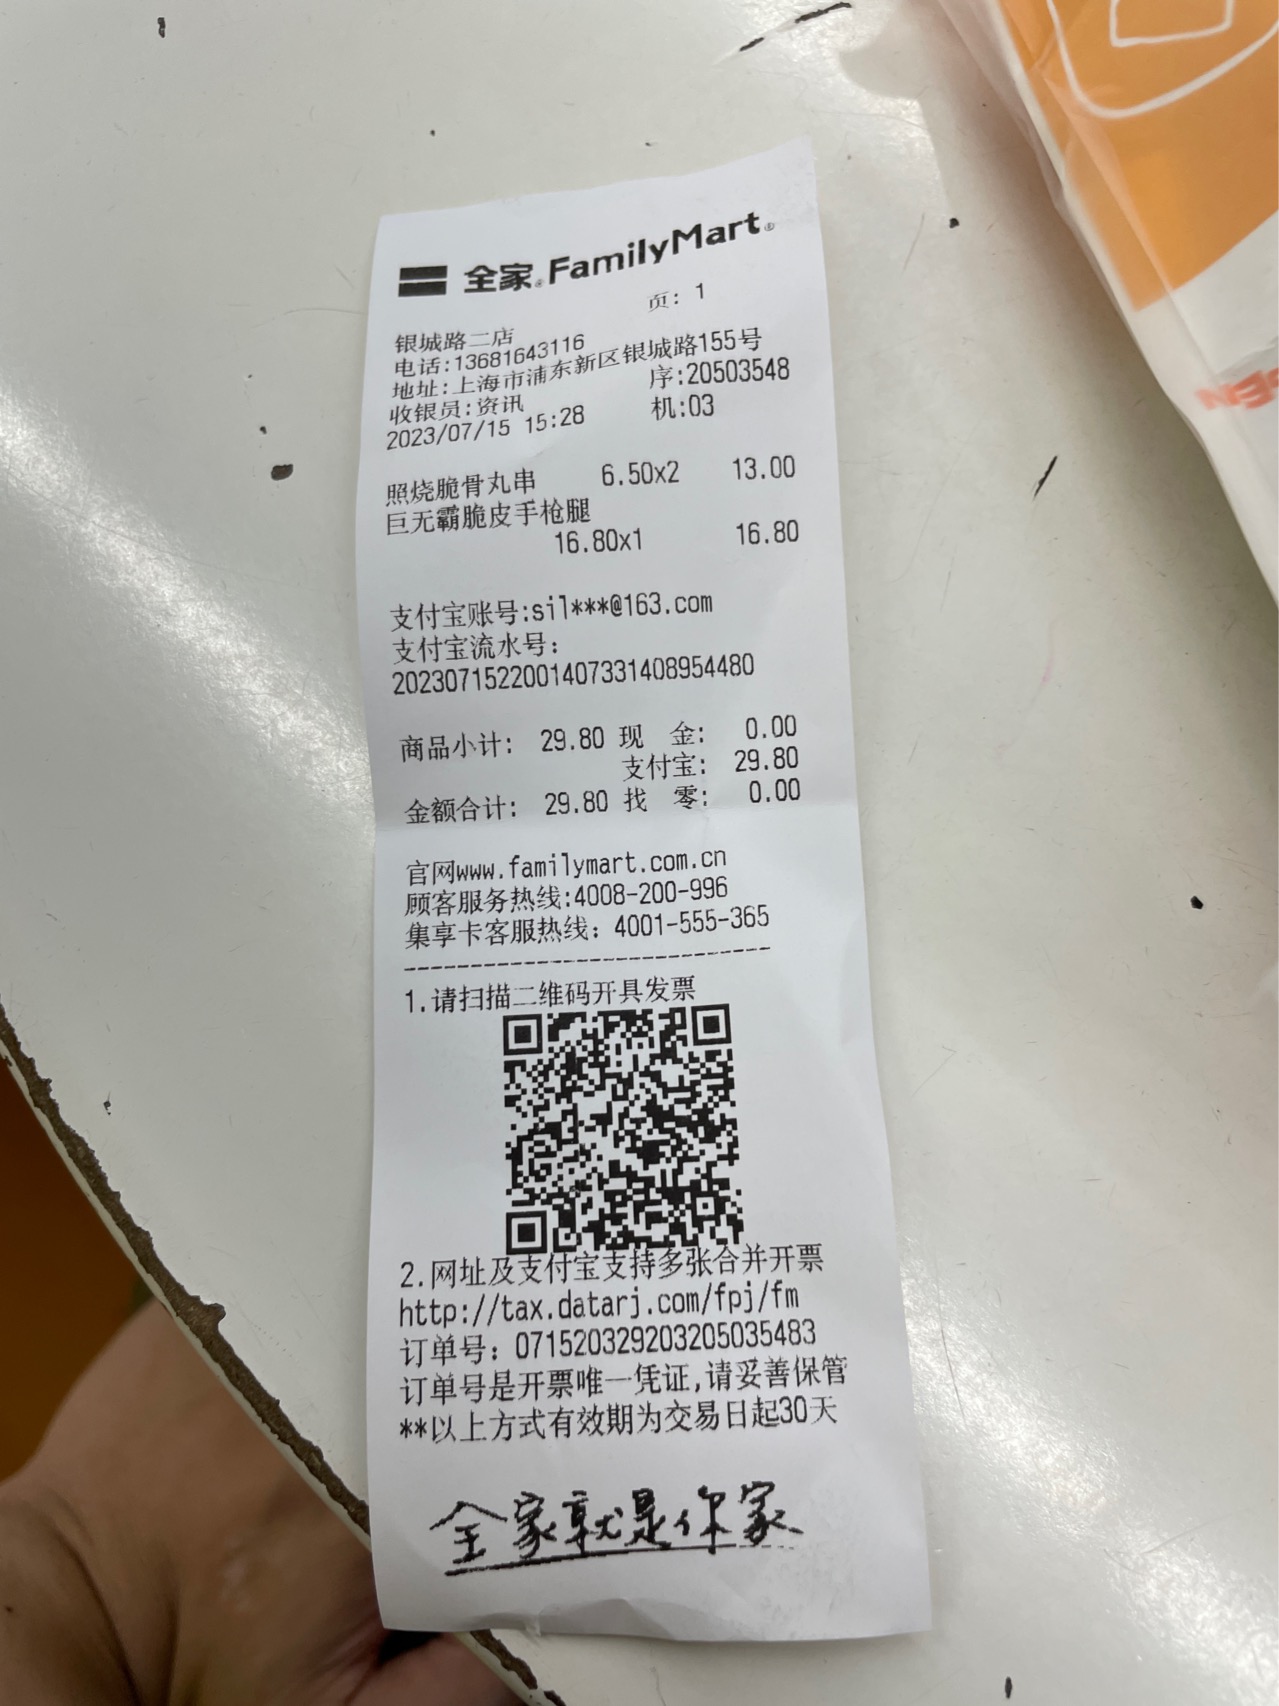 全家 FamilyMart
页: 1
银城路二店
电话:13681643116
地址:上海市浦东新区银城路155号
收银员:资讯 序:20503548
2023/07/15 15:28 机:03
照烧脆骨丸串 6.50x2 13.00
巨无霸脆皮手枪腿
16.80x1 16.80
支付宝账号:sil***@163.com
支付宝流水号:
2023071522001407331408954480
商品小计: 29.80 现 金: 0.00
支付宝: 29.80
金额合计: 29.80 找 零: 0.00
官网www.familymart.com.cn
顾客服务热线:4008-200-996
集享卡客服热线: 4001-555-365
1.请扫描二维码开具发票
2.网址及支付宝支持多张合并开票
http://tax.datarj.com/fpj/fm
订单号: 071520329203205035483
订单号是开票唯一凭证,请妥善保管
**以上方式有效期为交易日起30天
全家就是你家